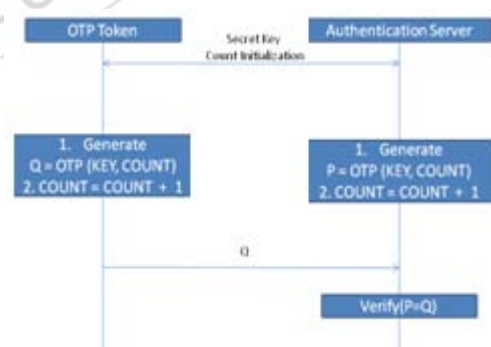 OTP Token
Authentication Server
Secret Key
Count Initialization
1. Generate
Q = OTP (KEY, COUNT)
2. COUNT = COUNT + 1
1. Generate
P = OTP (KEY, COUNT)
2. COUNT = COUNT + 1
Q
Verify(P=Q)